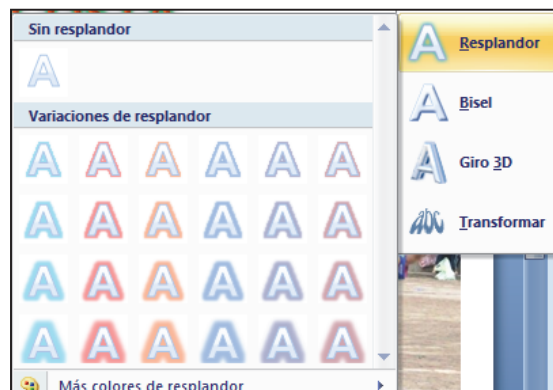 Sin resplandor
Variaciones de resplandor
Más colores de resplandor
Resplandor
Bisel
Giro 3D
Transformar